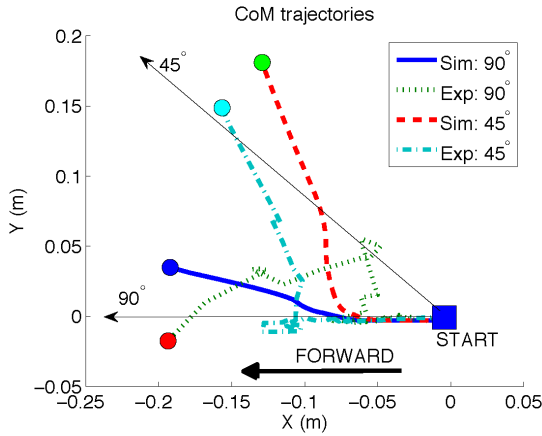 CoM trajectories
0.2
0.15
0.1
0.05
0
−0.05
Y (m)
45°
90°
Sim: 90°
Exp: 90°
Sim: 45°
Exp: 45°
START
FORWARD
−0.25 −0.2 −0.15 −0.1 −0.05 0 0.05
X (m)